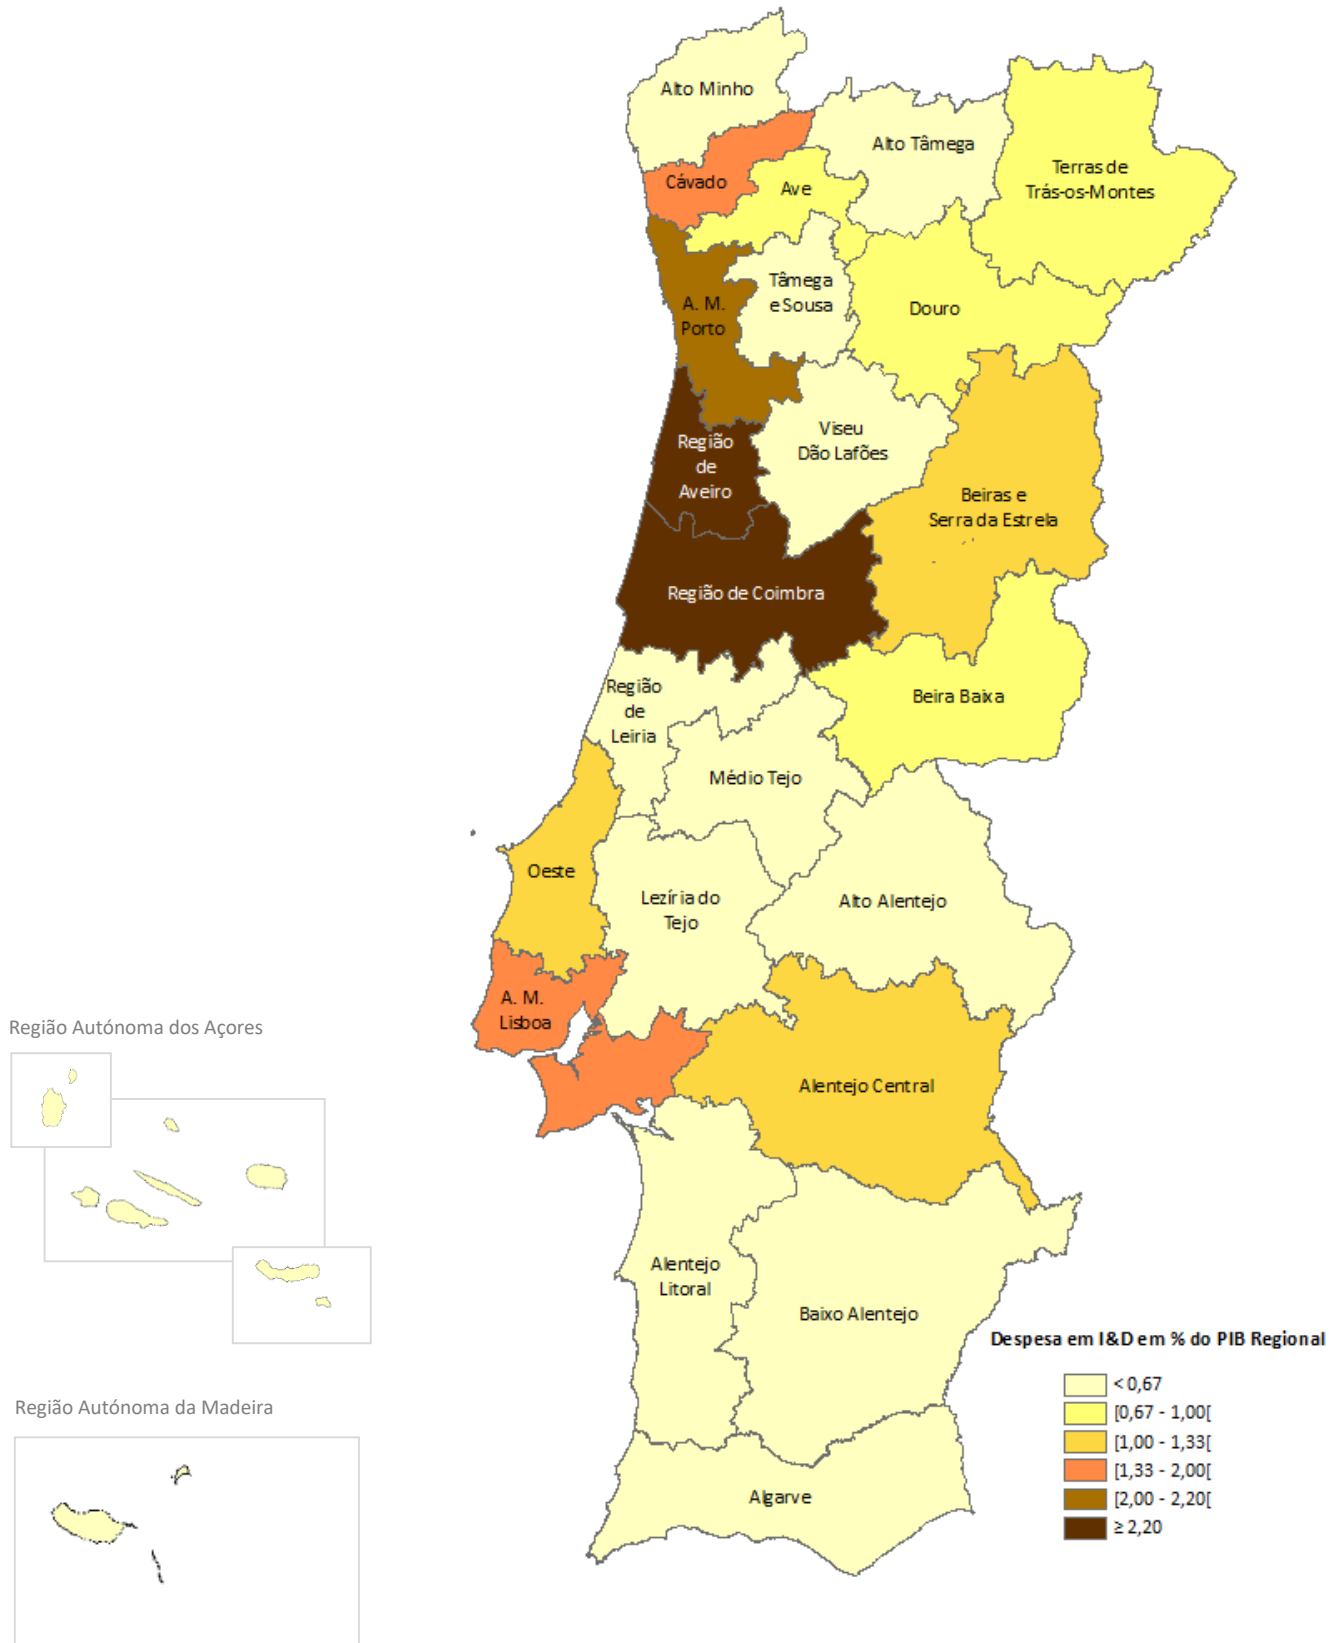 Alto Minho
Alto Tâmega
Terras de
Trás-os-Montes
Cávado
Ave
Tâmega
e Sousa
A. M.
Porto
Douro
Viseu
Dão Lafões
Região
de
Aveiro
Beiras e
Serra da Estrela
Região de Coimbra
Região
de
Leiria
Beira Baixa
Médio Tejo
Oeste
Lezíria do
Tejo
Alto Alentejo
A. M.
Lisboa
Região Autónoma dos Açores
Alentejo Central
Alentejo
Litoral
Baixo Alentejo
Despesa em I&D em % do PIB Regional
< 0,67
[0,67 - 1,00[
[1,00 - 1,33[
[1,33 - 2,00[
[2,00 - 2,20[
≥ 2,20
Região Autónoma da Madeira
Algarve